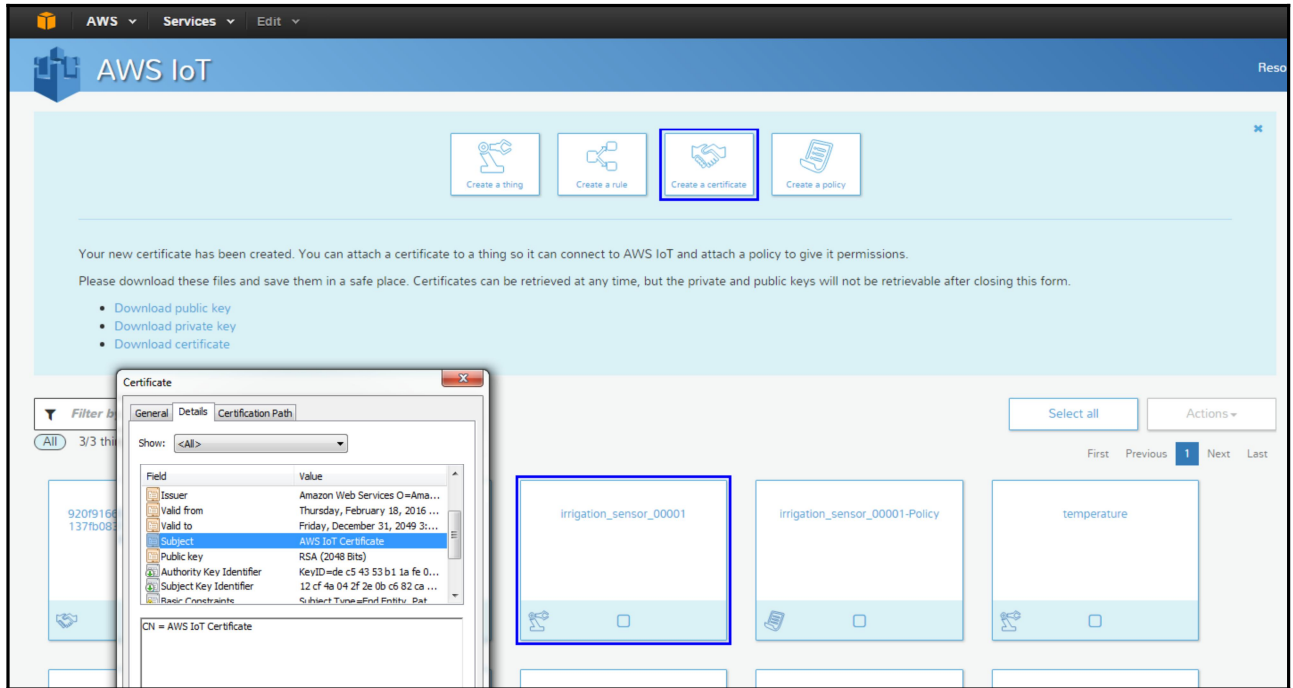 AWS Services Edit
AWS IoT
Reso
Create a thing
Create a rule
Create a certificate
Create a policy
Your new certificate has been created. You can attach a certificate to a thing so it can connect to AWS IoT and attach a policy to give it permissions.
Please download these files and save them in a safe place. Certificates can be retrieved at any time, but the private and public keys will not be retrievable after closing this form.
Download public key
Download private key
Download certificate
Filter b
Select all
Actions
All 3/3 thi
First Previous 1 Next Last
Certificate
General Details Certification Path
Show: <All>
Field Value
Issuer Amazon Web Services O=Ama...
Valid from Thursday, February 18, 2016 ...
Valid to Friday, December 31, 2049 3:...
Subject AWS IoT Certificate
Public key RSA (2048 Bits)
Authority Key Identifier KeyID=de c5 43 53 b1 1a fe 0...
Subject Key Identifier 12 cf 4a 04 2f 2e 0b c6 82 ca ...
Basic Constraints Subject Type=End Entity, Pat...
CN = AWS IoT Certificate
920f9166
137fb083
irrigation_sensor_00001
irrigation_sensor_00001-Policy
temperature